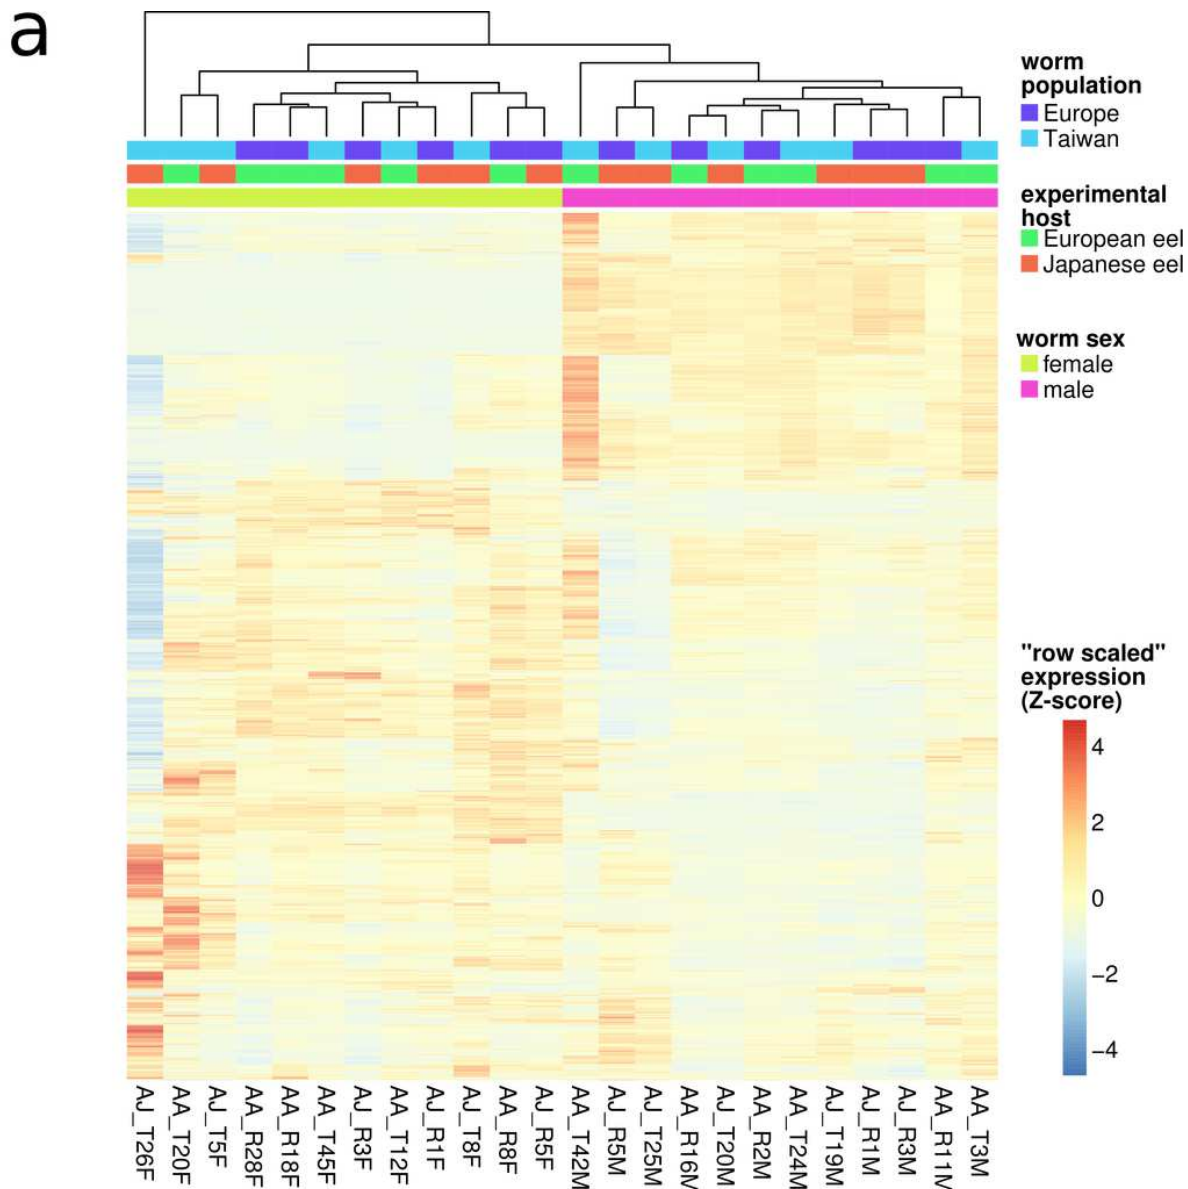 a
worm
population
Europe
Taiwan
experimental
host
European eel
Japanese eel
worm sex
female
male
"row scaled"
expression
(Z-score)
4
2
0
−2
−4
AJ_T26F
AA_T20F
AJ_T5F
AA_R28F
AA_R18F
AA_T45F
AJ_R3F
AA_T12F
AJ_R1F
AJ_T8F
AA_R8F
AJ_R5F
AA_T42M
AJ_R5M
AJ_T25M
AA_R16M
AJ_T20M
AA_R2M
AA_T24M
AJ_T19M
AJ_R1M
AJ_R3M
AA_R11M
AA_T3M